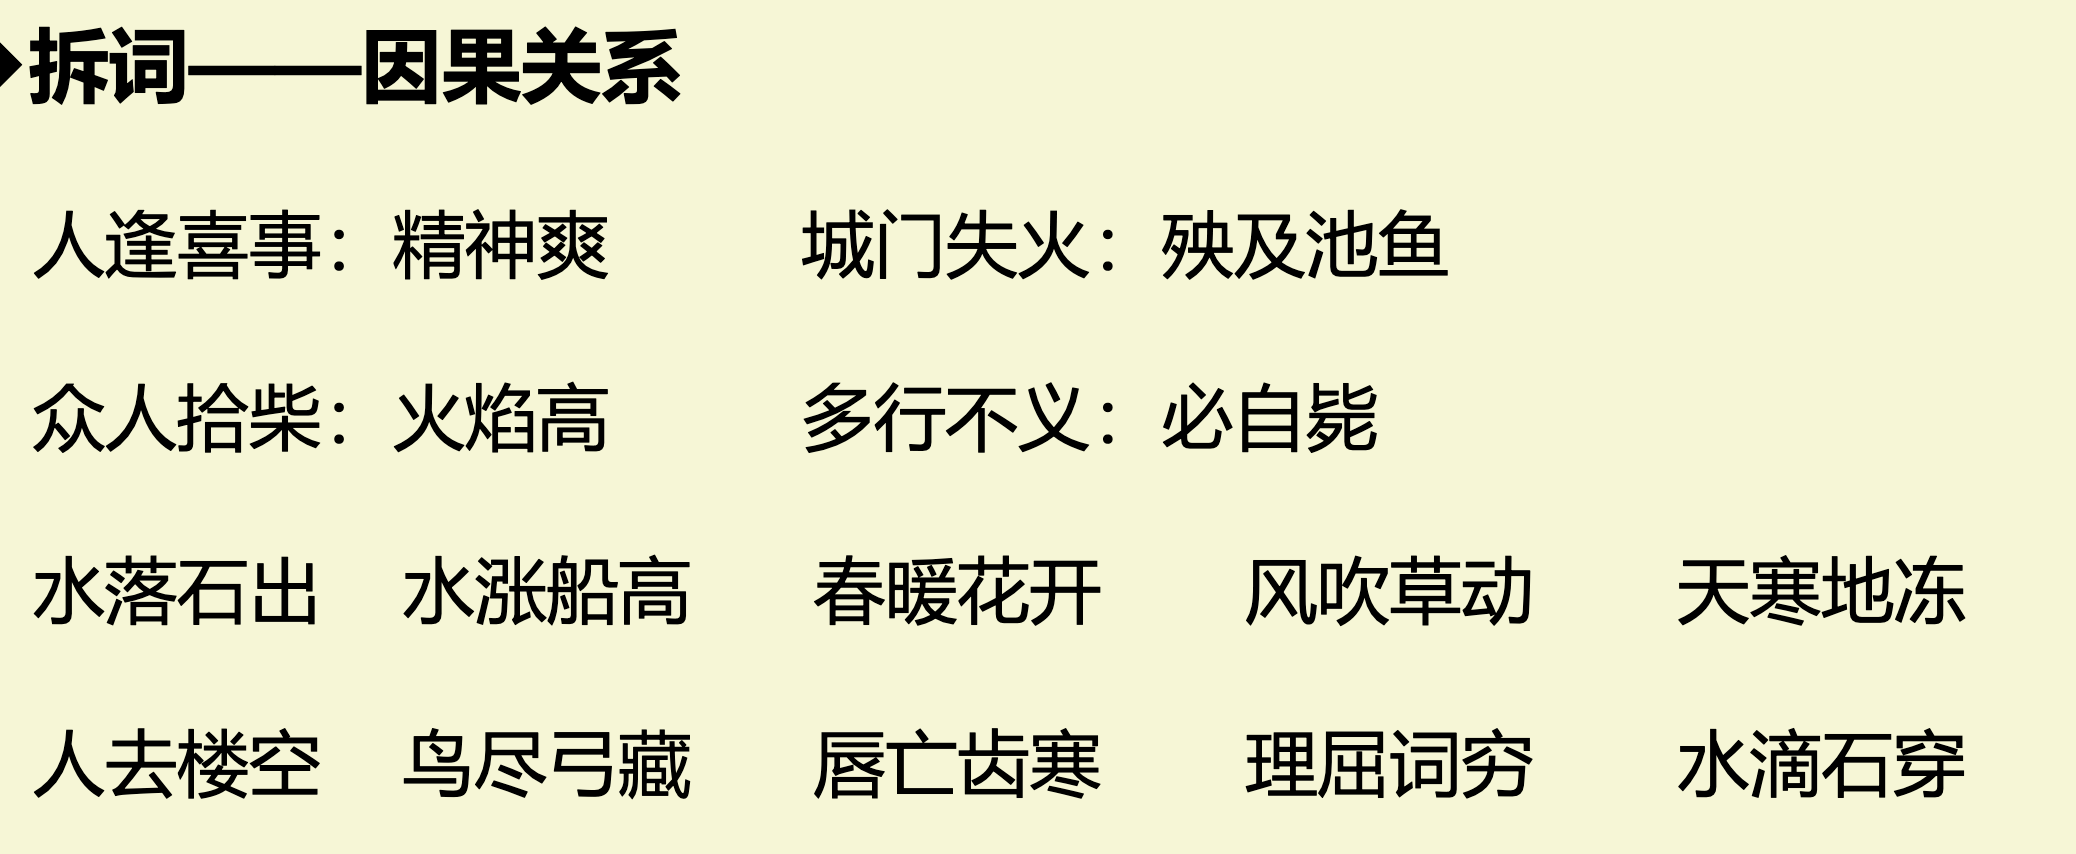 拆词——因果关系
人逢喜事：精神爽 城门失火：殃及池鱼
众人拾柴：火焰高 多行不义：必自毙
水落石出 水涨船高 春暖花开 风吹草动 天寒地冻
人去楼空 鸟尽弓藏 唇亡齿寒 理屈词穷 水滴石穿